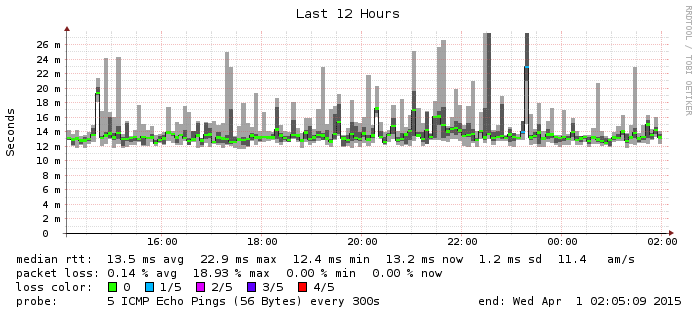 Last 12 Hours
RRDTOOL / TOBI OETIKER
Seconds
26 m
24 m
22 m
20 m
18 m
16 m
14 m
12 m
10 m
8 m
6 m
4 m
2 m
0
16:00 18:00 20:00 22:00 00:00 02:00
median rtt: 13.5 ms avg 22.9 ms max 12.4 ms min 13.2 ms now 1.2 ms sd 11.4 am/s
packet loss: 0.14 % avg 18.93 % max 0.00 % min 0.00 % now
loss color: 0 1/5 2/5 3/5 4/5
probe: 5 ICMP Echo Pings (56 Bytes) every 300s end: Wed Apr 1 02:05:09 2015